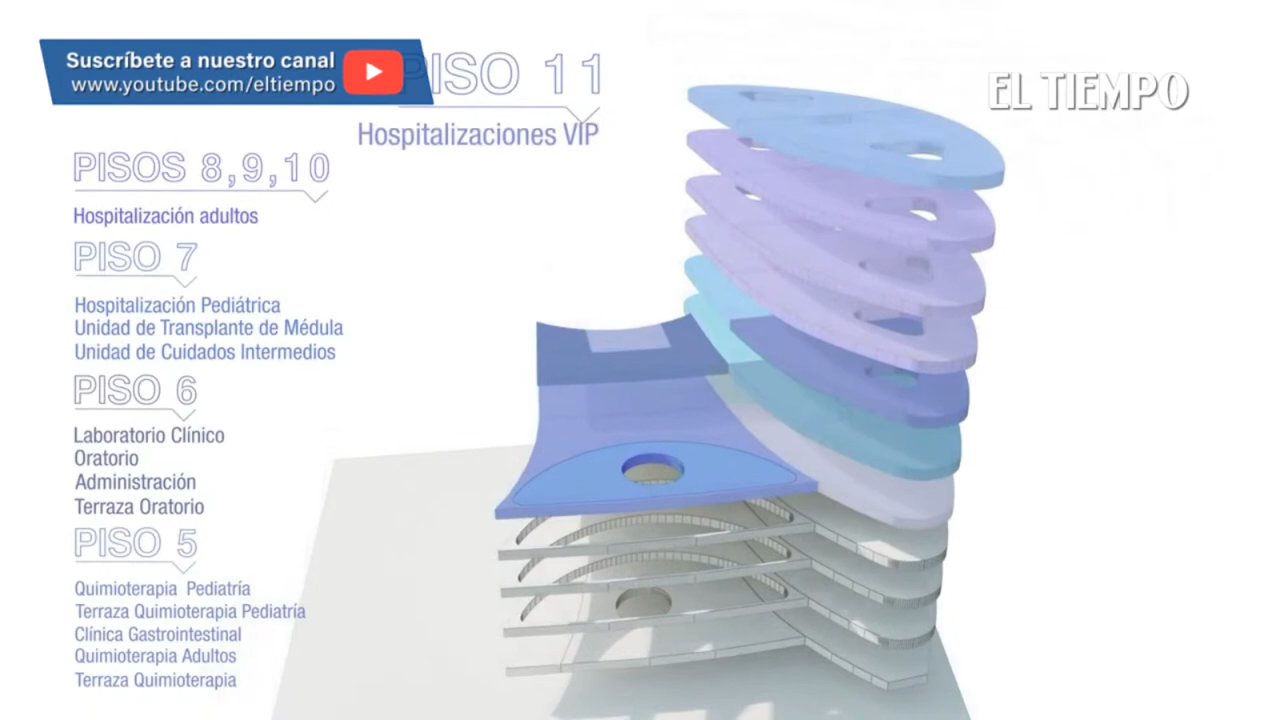 Suscríbete a nuestro canal
www.youtube.com/eltiempo
PISO 11
Hospitalizaciones VIP
EL TIEMPO
PISOS 8,9,10
Hospitalización adultos
PISO 7
Hospitalización Pediátrica
Unidad de Transplante de Médula
Unidad de Cuidados Intermedios
PISO 6
Laboratorio Clínico
Oratorio
Administración
Terraza Oratorio
PISO 5
Quimioterapia Pediatría
Terraza Quimioterapia Pediatría
Clínica Gastrointestinal
Quimioterapia Adultos
Terraza Quimioterapia